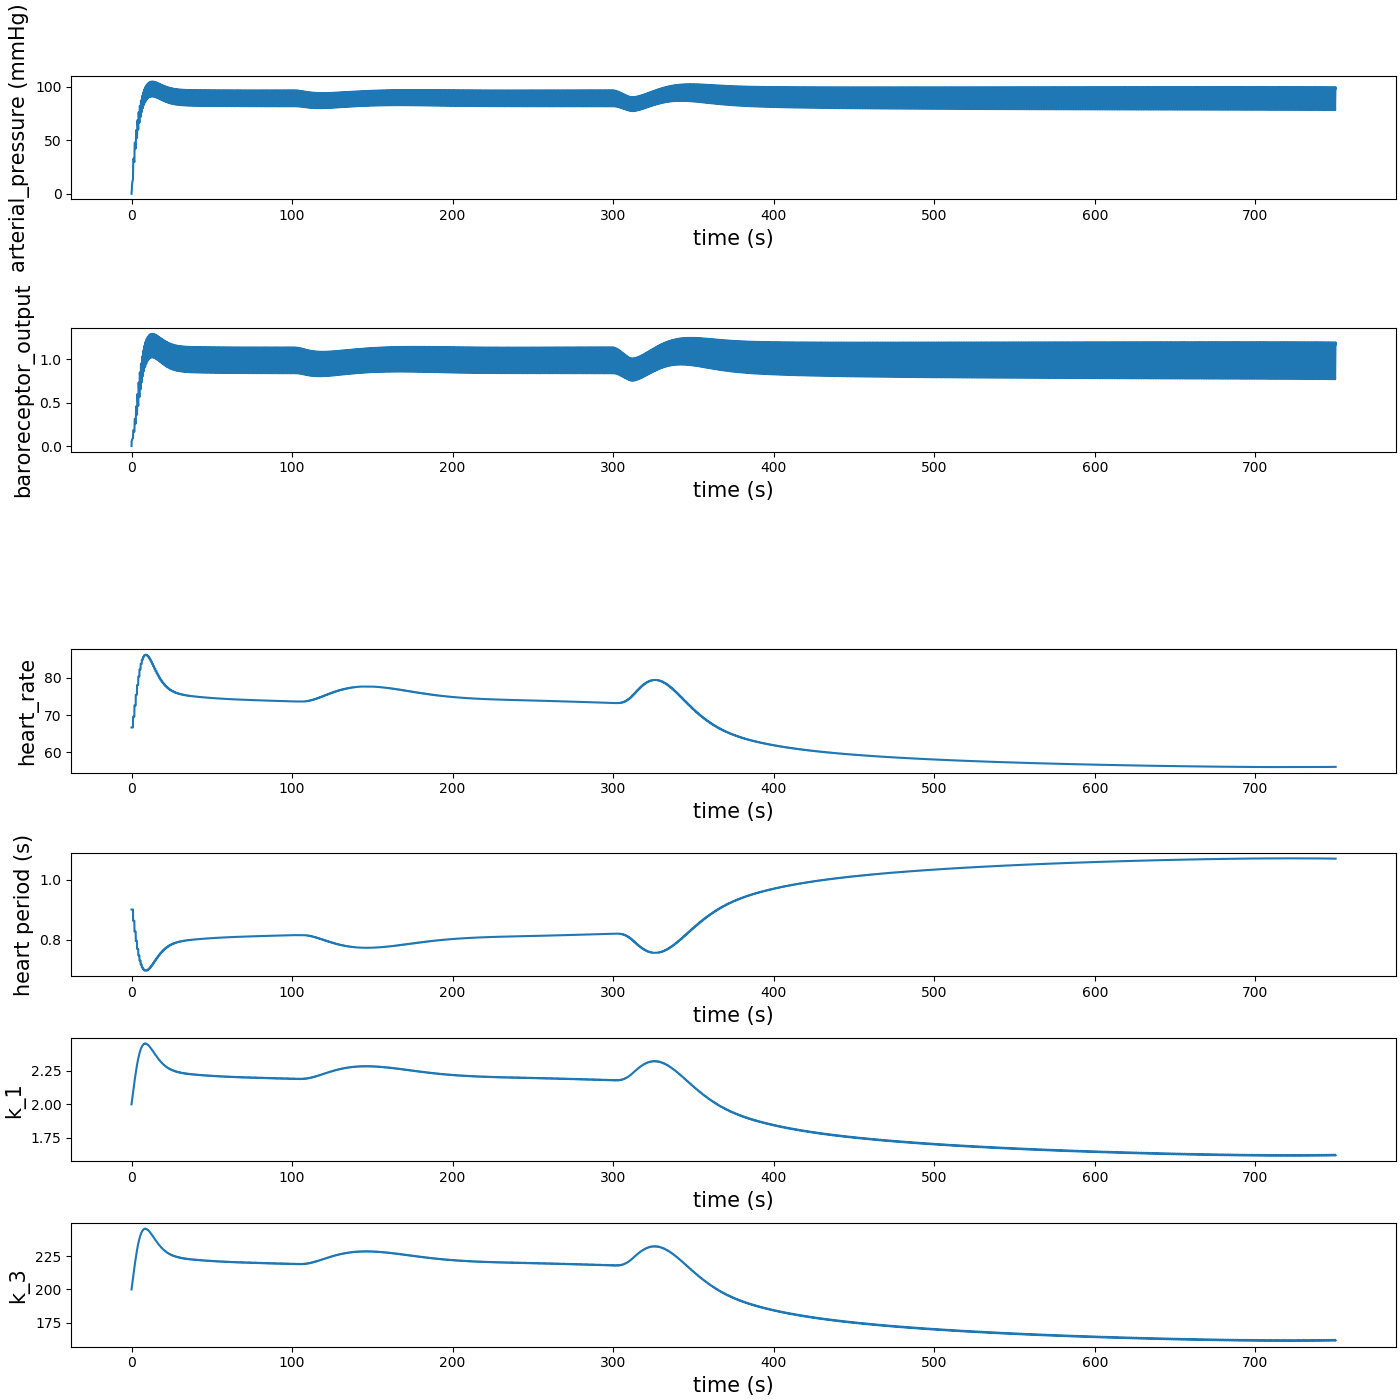 arterial_pressure (mmHg)
100
50
0
0 100 200 300 400 500 600 700
time (s)
baroreceptor_output
1.0
0.5
0.0
0 100 200 300 400 500 600 700
time (s)
heart_rate
80
70
60
0 100 200 300 400 500 600 700
time (s)
heart period (s)
1.0
0.8
0 100 200 300 400 500 600 700
time (s)
k_1
2.25
2.00
1.75
0 100 200 300 400 500 600 700
time (s)
k_3
225
200
175
0 100 200 300 400 500 600 700
time (s)